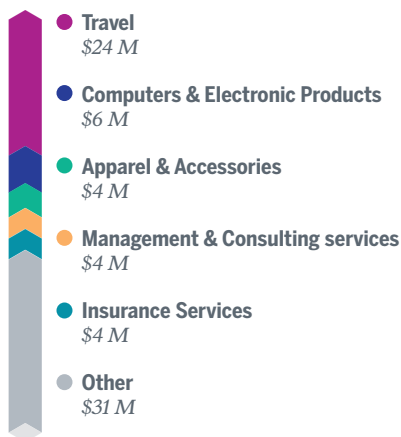 Travel
$24 M
Computers & Electronic Products
$6 M
Apparel & Accessories
$4 M
Management & Consulting services
$4 M
Insurance Services
$4 M
Other
$31 M